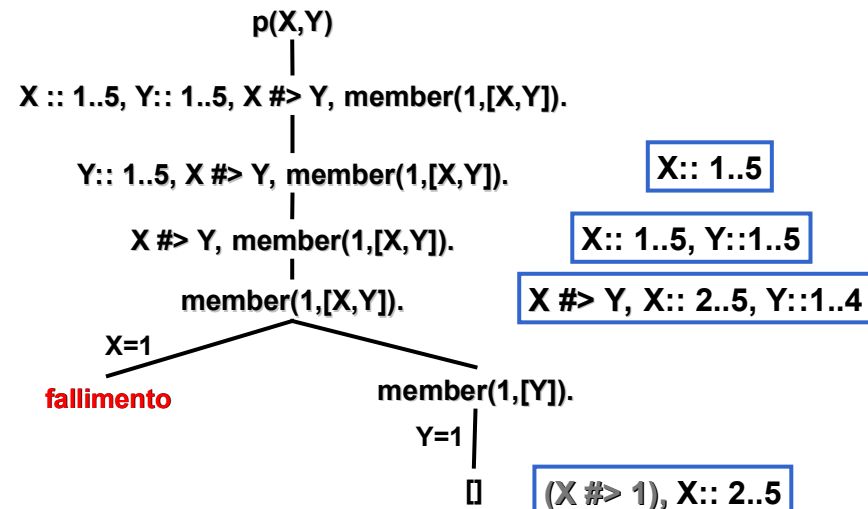 p(X,Y)
X :: 1..5, Y:: 1..5, X #> Y, member(1,[X,Y]).
Y:: 1..5, X #> Y, member(1,[X,Y]).
X:: 1..5
X #> Y, member(1,[X,Y]).
X:: 1..5, Y::1..5
member(1,[X,Y]).
X #> Y, X:: 2..5, Y::1..4
X=1
fallimento
member(1,[Y]).
Y=1
[]
(X #> 1), X:: 2..5